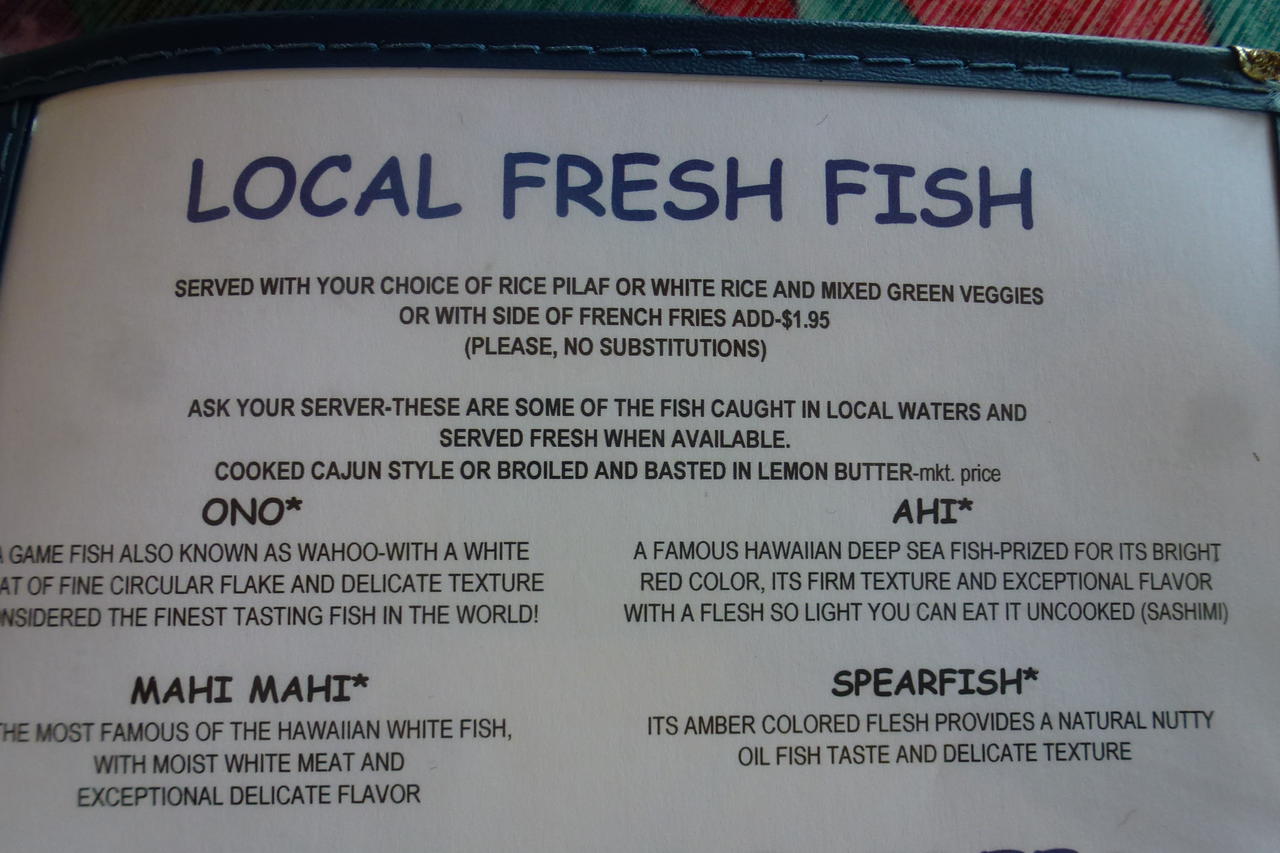 LOCAL FRESH FISH
SERVED WITH YOUR CHOICE OF RICE PILAF OR WHITE RICE AND MIXED GREEN VEGGIES
OR WITH SIDE OF FRENCH FRIES ADD-$1.95
(PLEASE, NO SUBSTITUTIONS)
ASK YOUR SERVER-THESE ARE SOME OF THE FISH CAUGHT IN LOCAL WATERS AND
SERVED FRESH WHEN AVAILABLE.
COOKED CAJUN STYLE OR BROILED AND BASTED IN LEMON BUTTER-mkt. price
ONO*
A GAME FISH ALSO KNOWN AS WAHOO-WITH A WHITE
AT OF FINE CIRCULAR FLAKE AND DELICATE TEXTURE
NSIDERED THE FINEST TASTING FISH IN THE WORLD!
AHI*
A FAMOUS HAWAIIAN DEEP SEA FISH-PRIZED FOR ITS BRIGHT
RED COLOR, ITS FIRM TEXTURE AND EXCEPTIONAL FLAVOR
WITH A FLESH SO LIGHT YOU CAN EAT IT UNCOOKED (SASHIMI)
MAHI MAHI*
HE MOST FAMOUS OF THE HAWAIIAN WHITE FISH,
WITH MOIST WHITE MEAT AND
EXCEPTIONAL DELICATE FLAVOR
SPEARFISH*
ITS AMBER COLORED FLESH PROVIDES A NATURAL NUTTY
OIL FISH TASTE AND DELICATE TEXTURE